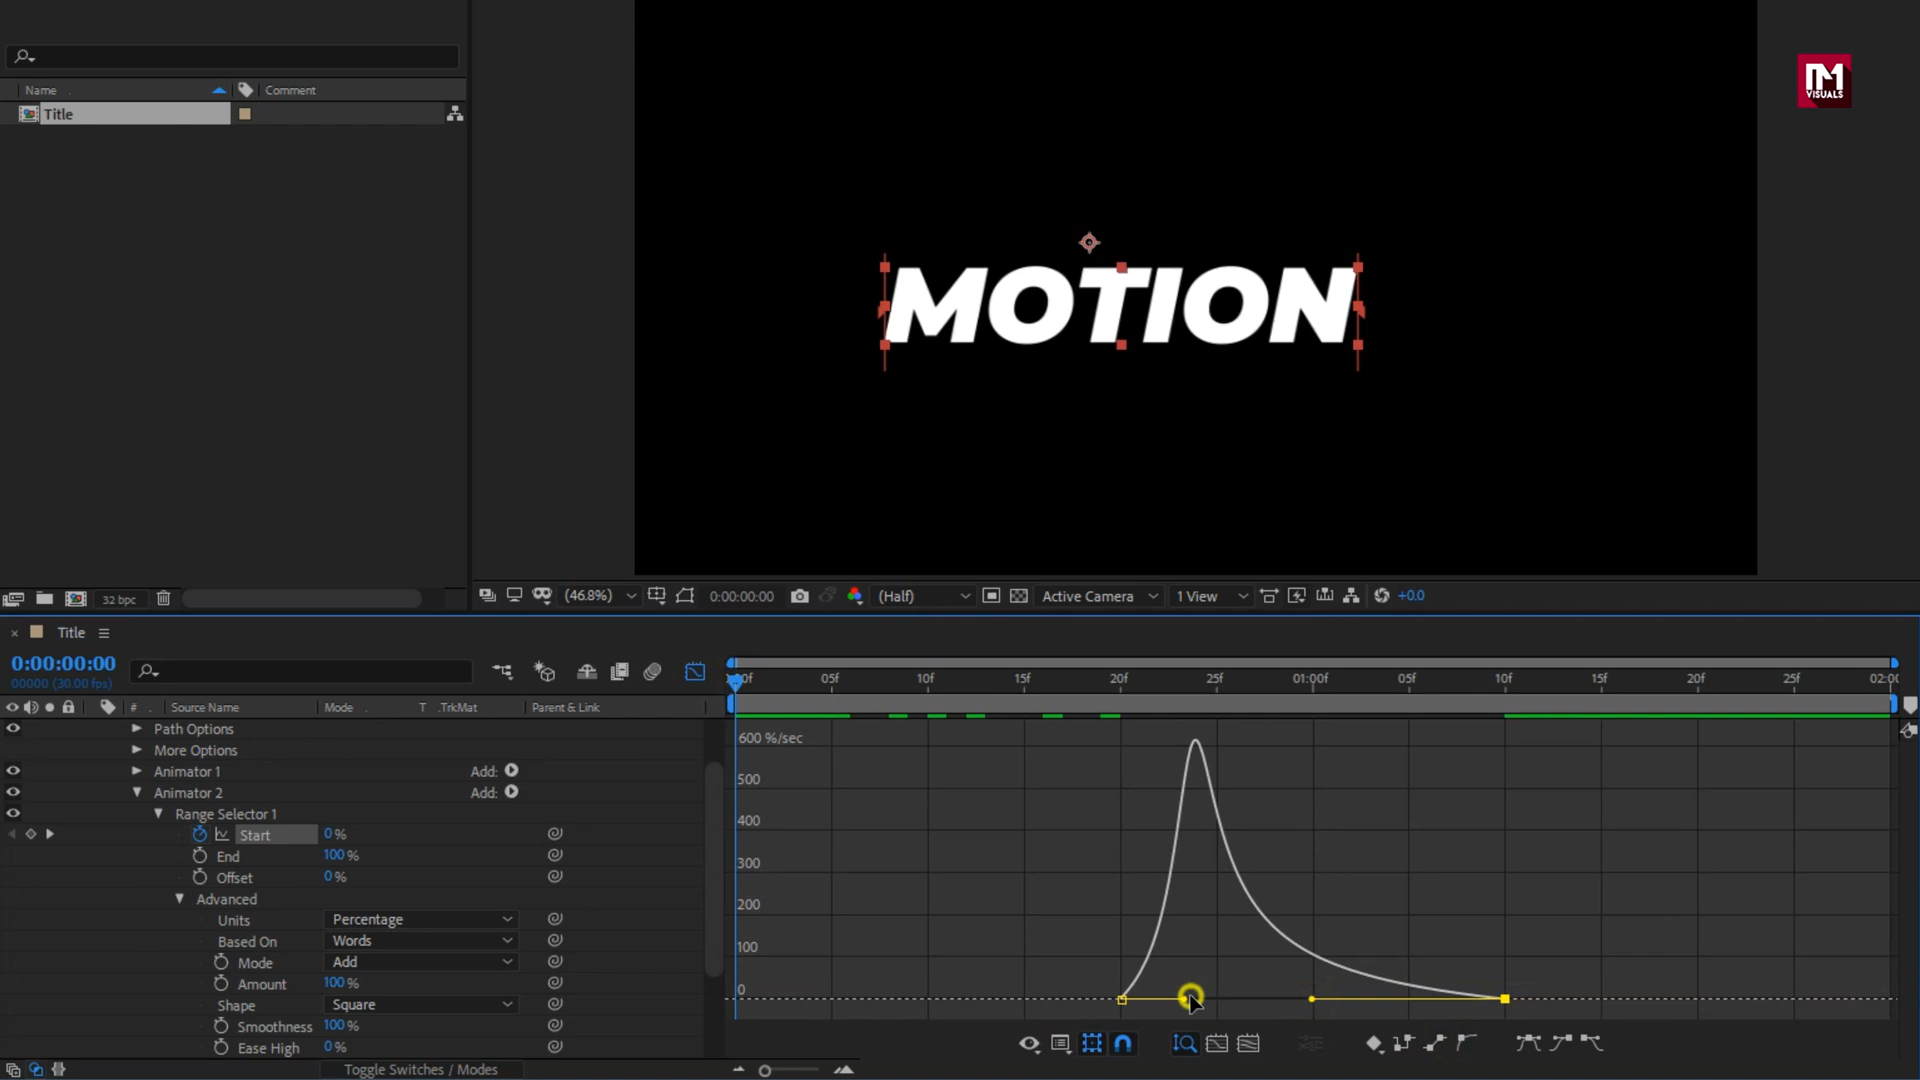 Name
Comment
Title
M
VISUALS
MOTION
32 bpc
(46.8%)
0:00:00:00
(Half)
Active Camera
1 View
+0.0
Title
0:00:00:00
00000 (30.00 fps)
:00f 05f 10f 15f 20f 25f 01:00f 05f 10f 15f 20f 25f 02:00
# Source Name Mode T .TrkMat Parent & Link
Path Options
More Options
Animator 1 Add:
Animator 2 Add:
Range Selector 1
Start 0 %
End 100 %
Offset 0 %
Advanced
Units Percentage
Based On Words
Mode Add
Amount 100 %
Shape Square
Smoothness 100 %
Ease High 0 %
Toggle Switches / Modes
600 %/sec
500
400
300
200
100
0